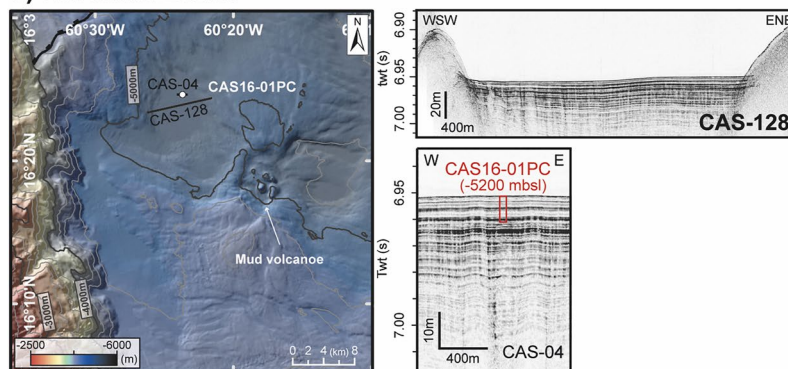 60°30'W
60°20'W
16°3
N
-5000m
CAS-04
CAS16-01PC
CAS-128
16°20'N
Mud volcanoe
16°10'N
-3000m
-4000m
-2500
-6000
(m)
0 2 4 (km) 8
WSW
ENE
6.90
6.95
7.00
twt (s)
20m
400m
CAS-128
W
E
CAS16-01PC
(-5200 mbsl)
6.95
7.00
Twt (s)
10m
400m
CAS-04